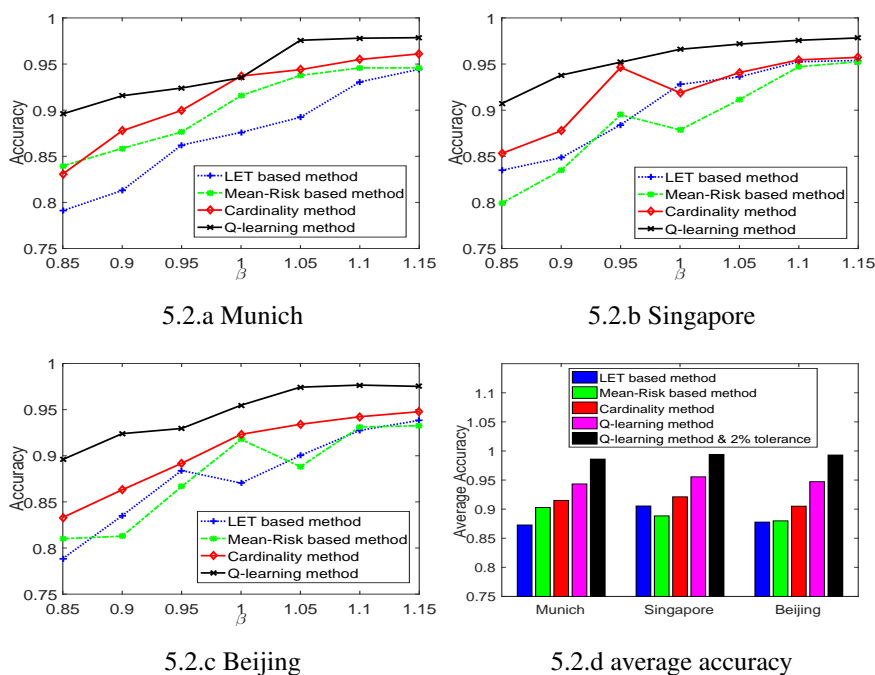 1
0.95
0.9
0.85
0.8
0.75
Accuracy
0.85 0.9 0.95 1 1.05 1.1 1.15
β
LET based method
Mean-Risk based method
Cardinality method
Q-learning method
5.2.a Munich
1
0.95
0.9
0.85
0.8
0.75
Accuracy
0.85 0.9 0.95 1 1.05 1.1 1.15
β
LET based method
Mean-Risk based method
Cardinality method
Q-learning method
5.2.b Singapore
1
0.95
0.9
0.85
0.8
0.75
Accuracy
0.85 0.9 0.95 1 1.05 1.1 1.15
β
LET based method
Mean-Risk based method
Cardinality method
Q-learning method
5.2.c Beijing
1.1
1.05
1
0.95
0.9
0.85
0.8
0.75
Average Accuracy
LET based method
Mean-Risk based method
Cardinality method
Q-learning method
Q-learning method & 2% tolerance
Munich Singapore Beijing
5.2.d average accuracy